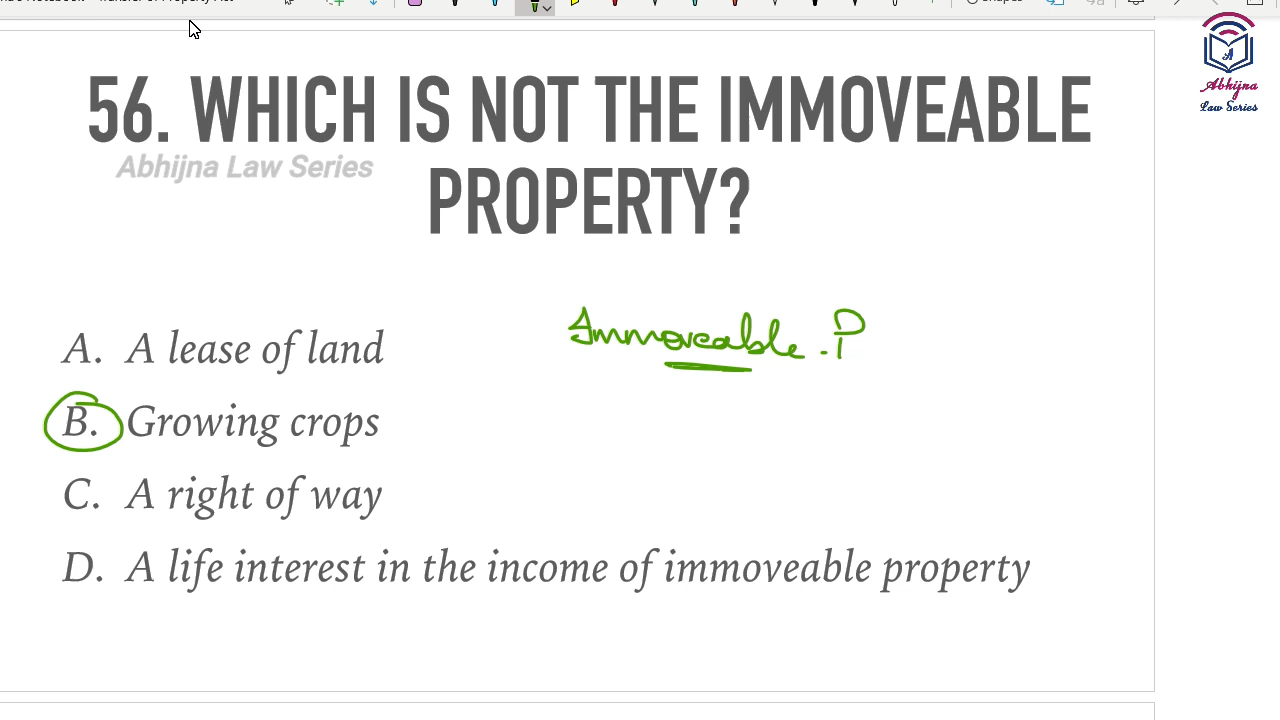 56. WHICH IS NOT THE IMMOVEABLE
PROPERTY?
Abhijna Law Series
Abhijna
Law Series
A. A lease of land
Immoveable . P
B. Growing crops
C. A right of way
D. A life interest in the income of immoveable property